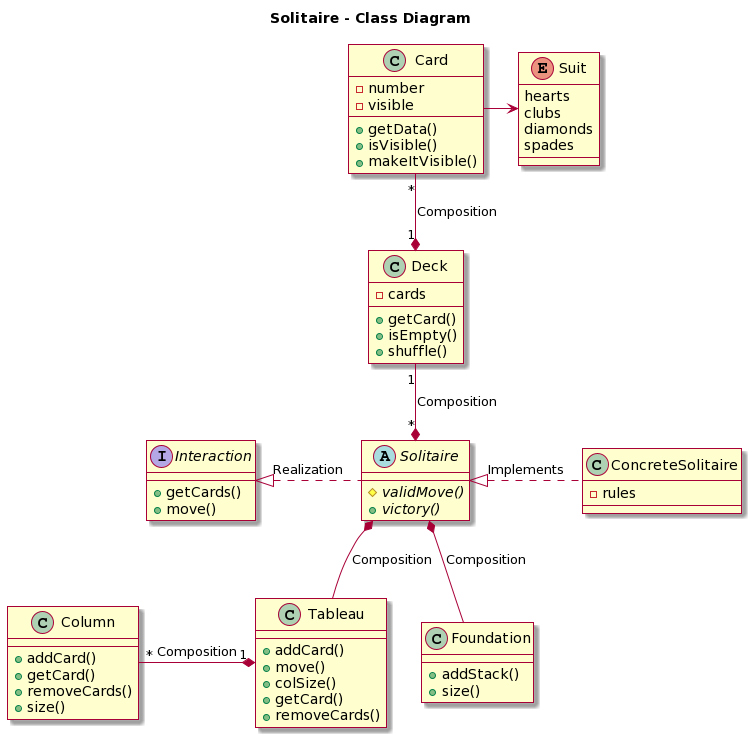 Solitaire - Class Diagram
C Card
number
visible
getData()
isVisible()
makeItVisible()
E Suit
hearts
clubs
diamonds
spades
*
Composition
1
C Deck
cards
getCard()
isEmpty()
shuffle()
1
Composition
*
I Interaction
getCards()
move()
Realization
A Solitaire
validMove()
victory()
Implements
C ConcreteSolitaire
rules
Composition
Composition
C Column
addCard()
getCard()
removeCards()
size()
* Composition 1
C Tableau
addCard()
move()
colSize()
getCard()
removeCards()
C Foundation
addStack()
size()